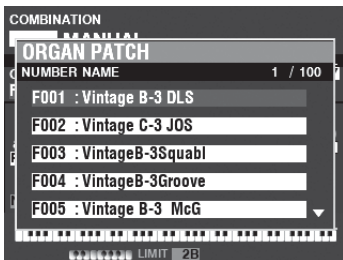 COMBINATION
ORGAN PATCH
NUMBER NAME 1 / 100
F001 : Vintage B-3 DLS
F002 : Vintage C-3 JOS
F003 : VintageB-3Squabl
F004 : VintageB-3Groove
F005 : Vintage B-3 McG
LIMIT 2B